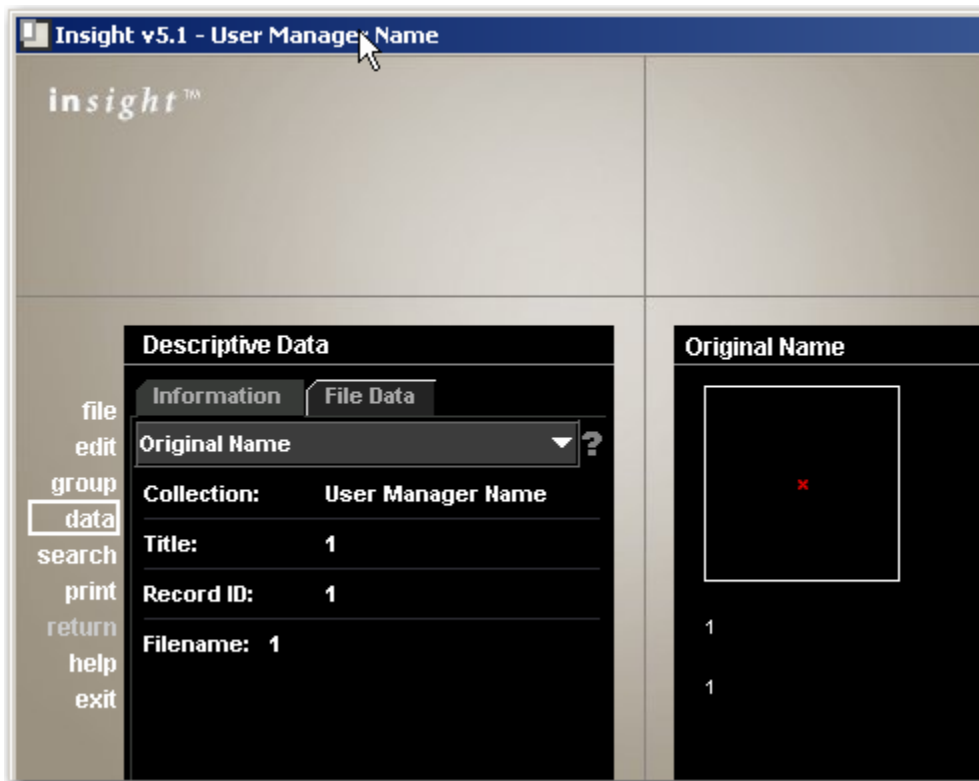 Insight v5.1 - User Manager Name
insight™
file
edit
group
data
search
print
return
help
exit
Descriptive Data
Information File Data
Original Name ?
Collection: User Manager Name
Title: 1
Record ID: 1
Filename: 1
Original Name
1
1